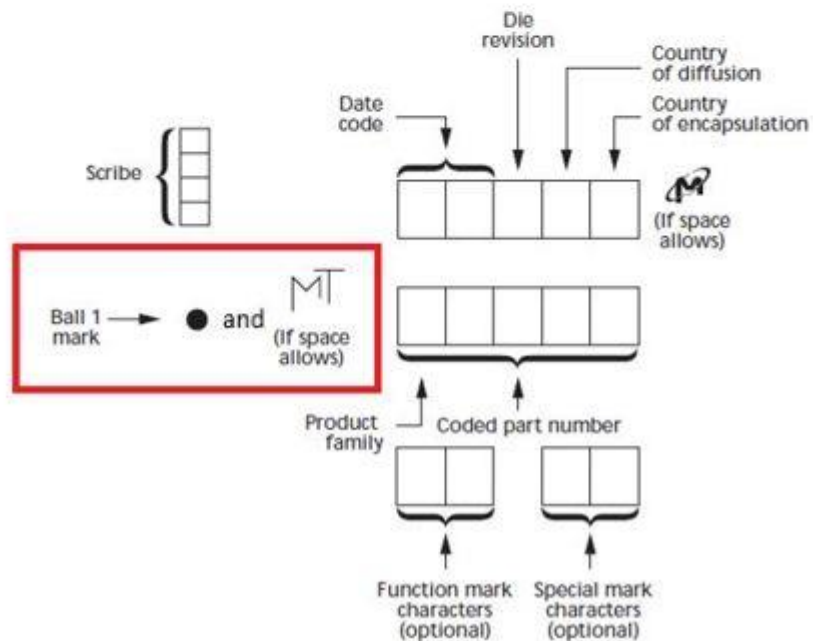 Die
revision
Country
of diffusion
Date
code
Country
of encapsulation
Scribe
M
(If space
allows)
Ball 1
mark
and
MT
(If space
allows)
Product
family
Coded part number
Function mark
characters
(optional)
Special mark
characters
(optional)